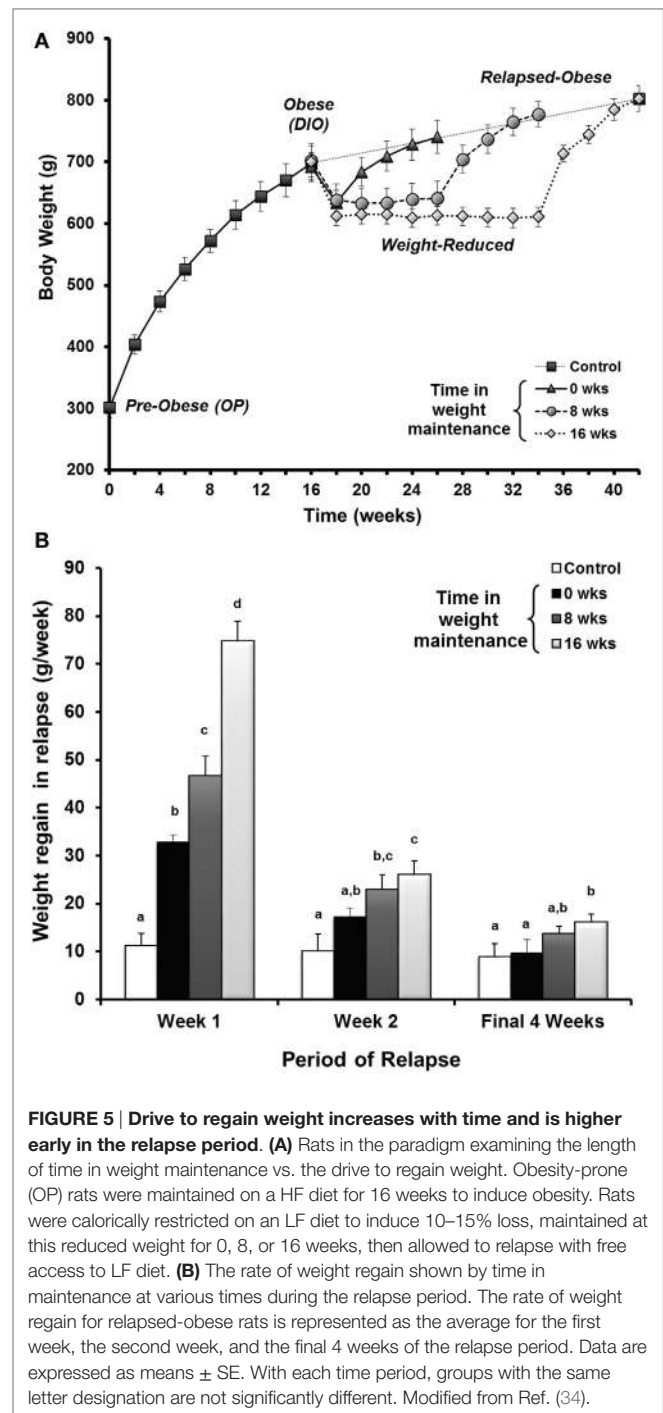 A
900
800
700
600
500
400
300
200
Body Weight (g)
Obese
(DIO)
Relapsed-Obese
Weight-Reduced
Pre-Obese (OP)
Time in
weight
maintenance
Control
0 wks
8 wks
16 wks
0 4 8 12 16 20 24 28 32 36 40
Time (weeks)
B
90
80
70
60
50
40
30
20
10
0
Weight regain in relapse (g/week)
Time in
weight
maintenance
Control
0 wks
8 wks
16 wks
a b c d
a a,b b,c c
a a a,b b
Week 1 Week 2 Final 4 Weeks
Period of Relapse
FIGURE 5 | Drive to regain weight increases with time and is higher
early in the relapse period. (A) Rats in the paradigm examining the length
of time in weight maintenance vs. the drive to regain weight. Obesity-prone
(OP) rats were maintained on a HF diet for 16 weeks to induce obesity. Rats
were calorically restricted on an LF diet to induce 10–15% loss, maintained at
this reduced weight for 0, 8, or 16 weeks, then allowed to relapse with free
access to LF diet. (B) The rate of weight regain shown by time in
maintenance at various times during the relapse period. The rate of weight
regain for relapsed-obese rats is represented as the average for the first
week, the second week, and the final 4 weeks of the relapse period. Data are
expressed as means ± SE. With each time period, groups with the same
letter designation are not significantly different. Modified from Ref. (34).